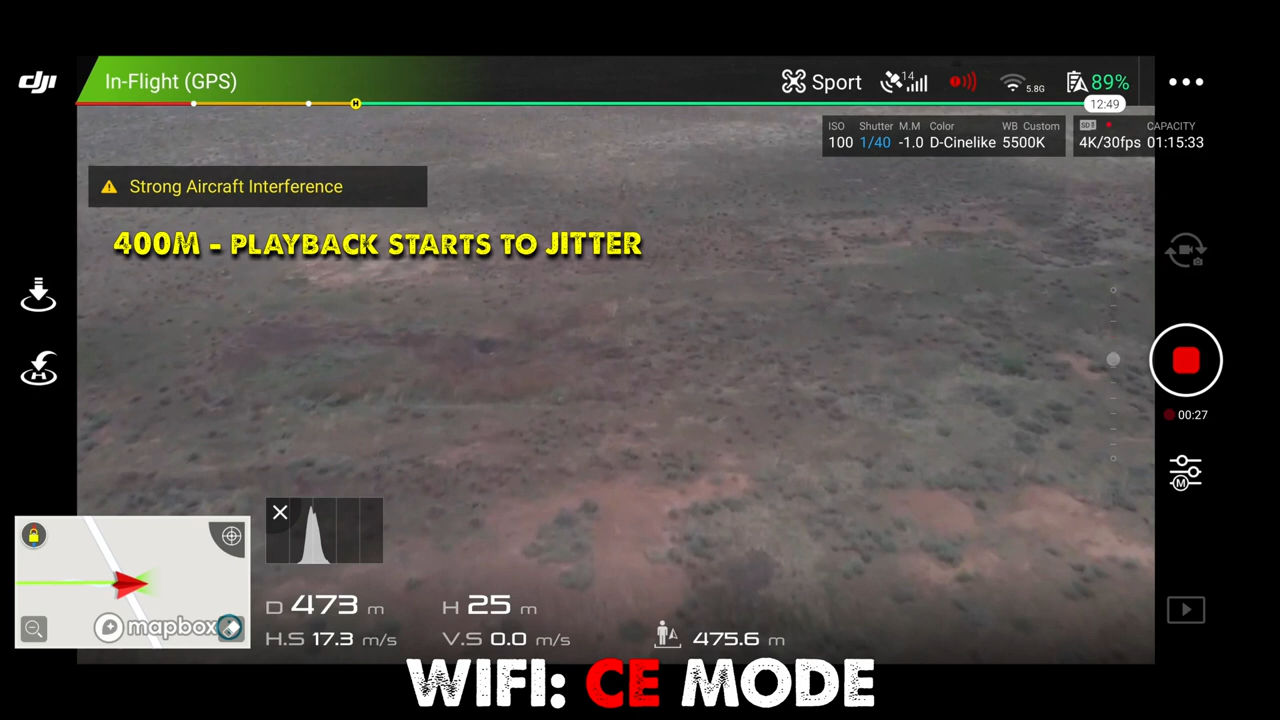 dji
In-Flight (GPS)
Sport
14
5.8G
89%
H
12:49
ISO Shutter M.M Color WB Custom
100 1/40 -1.0 D-Cinelike 5500K
SD CAPACITY
4K/30fps 01:15:33
Strong Aircraft Interference
400M - PLAYBACK STARTS TO JITTER
H
00:27
M
mapbox
D 473 m H 25 m
H.S 17.3 m/s V.S 0.0 m/s 475.6 m
WIFI: CE MODE